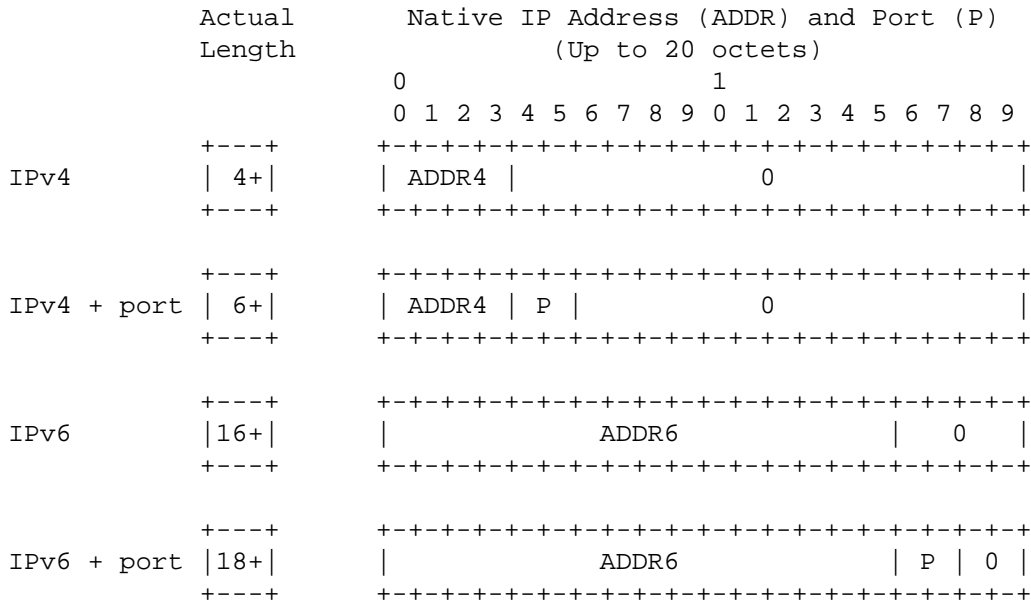 Actual       Native IP Address (ADDR) and Port (P)
            Length                (Up to 20 octets)
                        0                   1
                        0 1 2 3 4 5 6 7 8 9 0 1 2 3 4 5 6 7 8 9
            +---+      +-+-+-+-+-+-+-+-+-+-+-+-+-+-+-+-+-+-+-+-+
IPv4        | 4+|      | ADDR4 |               0               |
            +---+      +-+-+-+-+-+-+-+-+-+-+-+-+-+-+-+-+-+-+-+-+

            +---+      +-+-+-+-+-+-+-+-+-+-+-+-+-+-+-+-+-+-+-+-+
IPv4 + port | 6+|      | ADDR4 | P |           0               |
            +---+      +-+-+-+-+-+-+-+-+-+-+-+-+-+-+-+-+-+-+-+-+

            +---+      +-+-+-+-+-+-+-+-+-+-+-+-+-+-+-+-+-+-+-+-+
IPv6        |16+|      |             ADDR6             |   0   |
            +---+      +-+-+-+-+-+-+-+-+-+-+-+-+-+-+-+-+-+-+-+-+

            +---+      +-+-+-+-+-+-+-+-+-+-+-+-+-+-+-+-+-+-+-+-+
IPv6 + port |18+|      |             ADDR6             | P | 0 |
            +---+      +-+-+-+-+-+-+-+-+-+-+-+-+-+-+-+-+-+-+-+-+